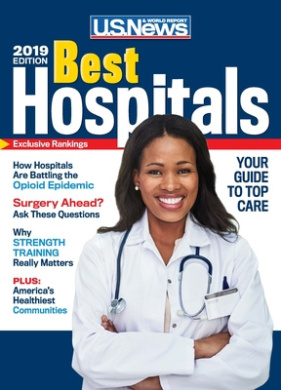 U.S.News
& WORLD REPORT
2019
EDITION
Best
Hospitals
Exclusive Rankings
How Hospitals
Are Battling the
Opioid Epidemic
Surgery Ahead?
Ask These Questions
Why
STRENGTH
TRAINING
Really Matters
PLUS:
America's
Healthiest
Communities
YOUR
GUIDE
TO TOP
CARE